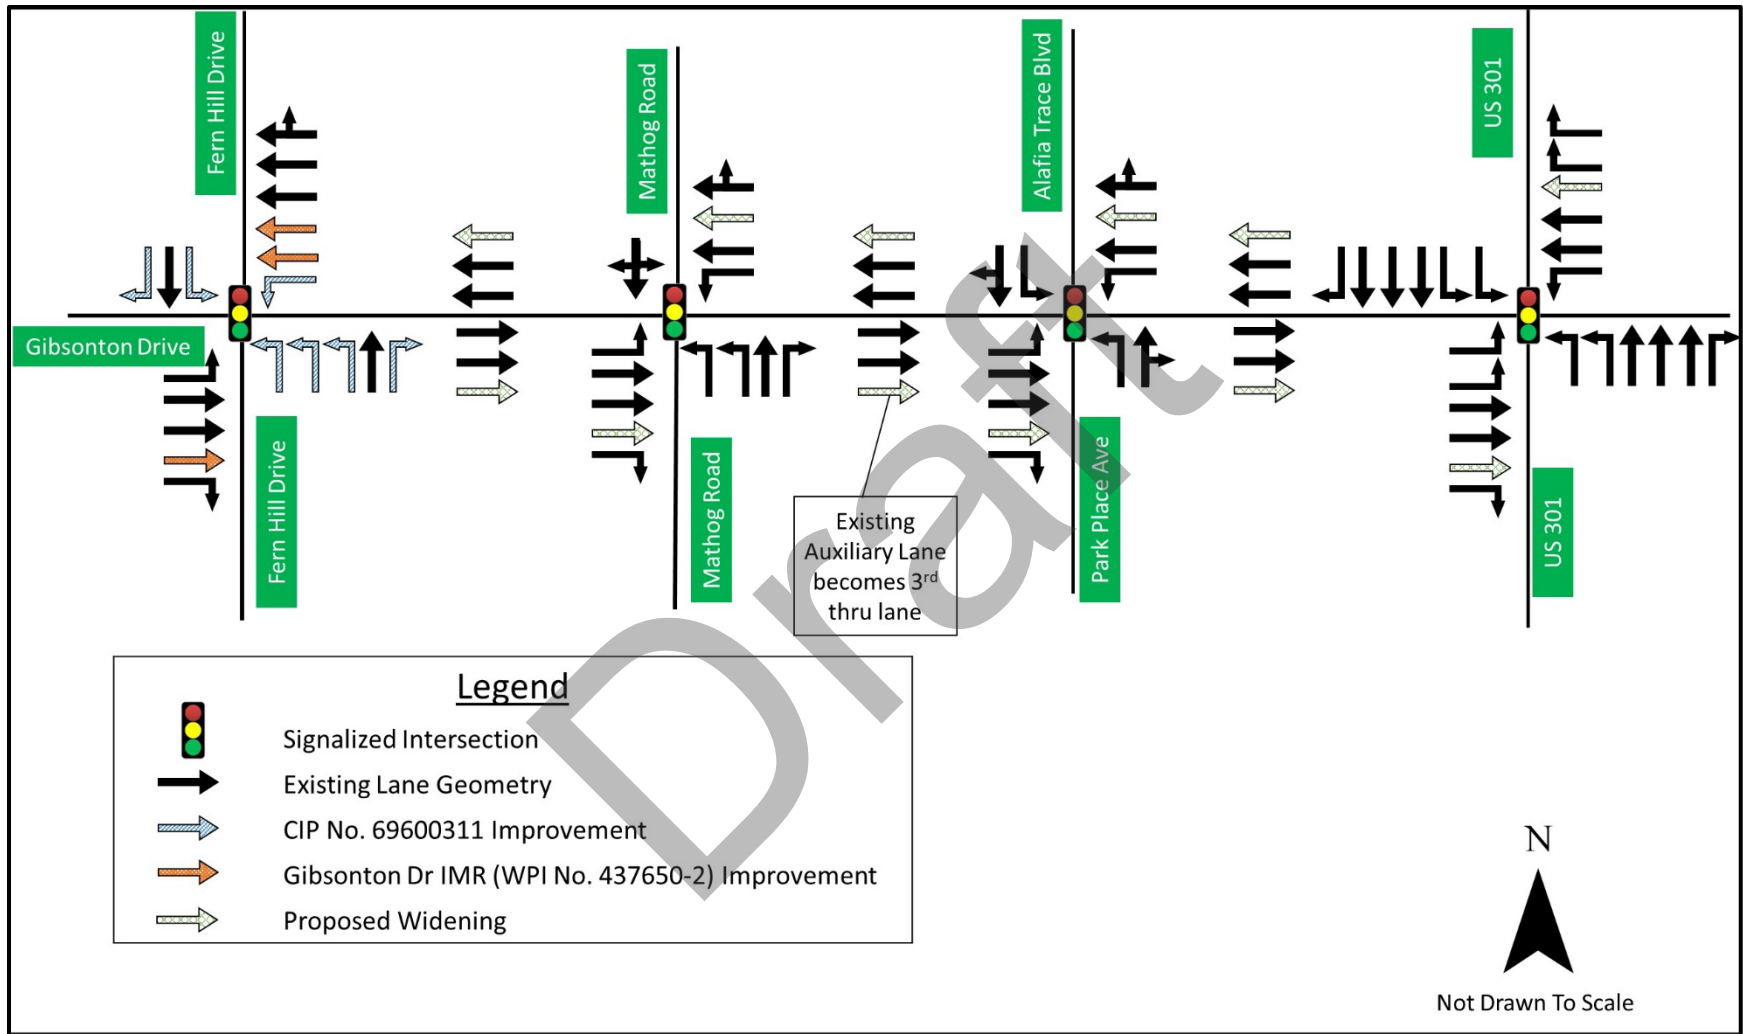 Fern Hill Drive
Mathog Road
Alafia Trace Blvd
US 301
Gibsonton Drive
Fern Hill Drive
Mathog Road
Park Place Ave
US 301
Existing
Auxiliary Lane
becomes 3rd
thru lane
Draft
Legend
Signalized Intersection
Existing Lane Geometry
CIP No. 69600311 Improvement
Gibsonton Dr IMR (WPI No. 437650-2) Improvement
Proposed Widening
N
Not Drawn To Scale